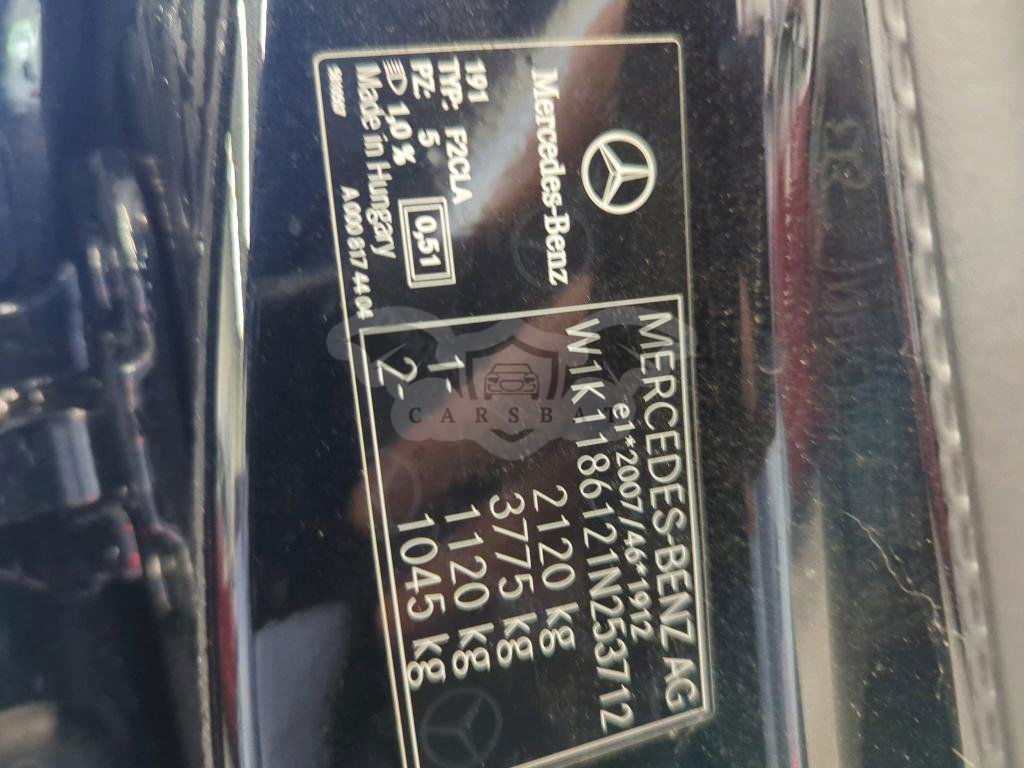 Mercedes-Benz
191
TYP: F2CLA
PZ: 5
0,51
1,0 %
Made in Hungary
A 000 817 44 04
MERCEDES-BENZ AG
e1*2007/46*1912
W1K1186121N253712
2120 kg
3775 kg
1- 1120 kg
2- 1045 kg
CARSBAT